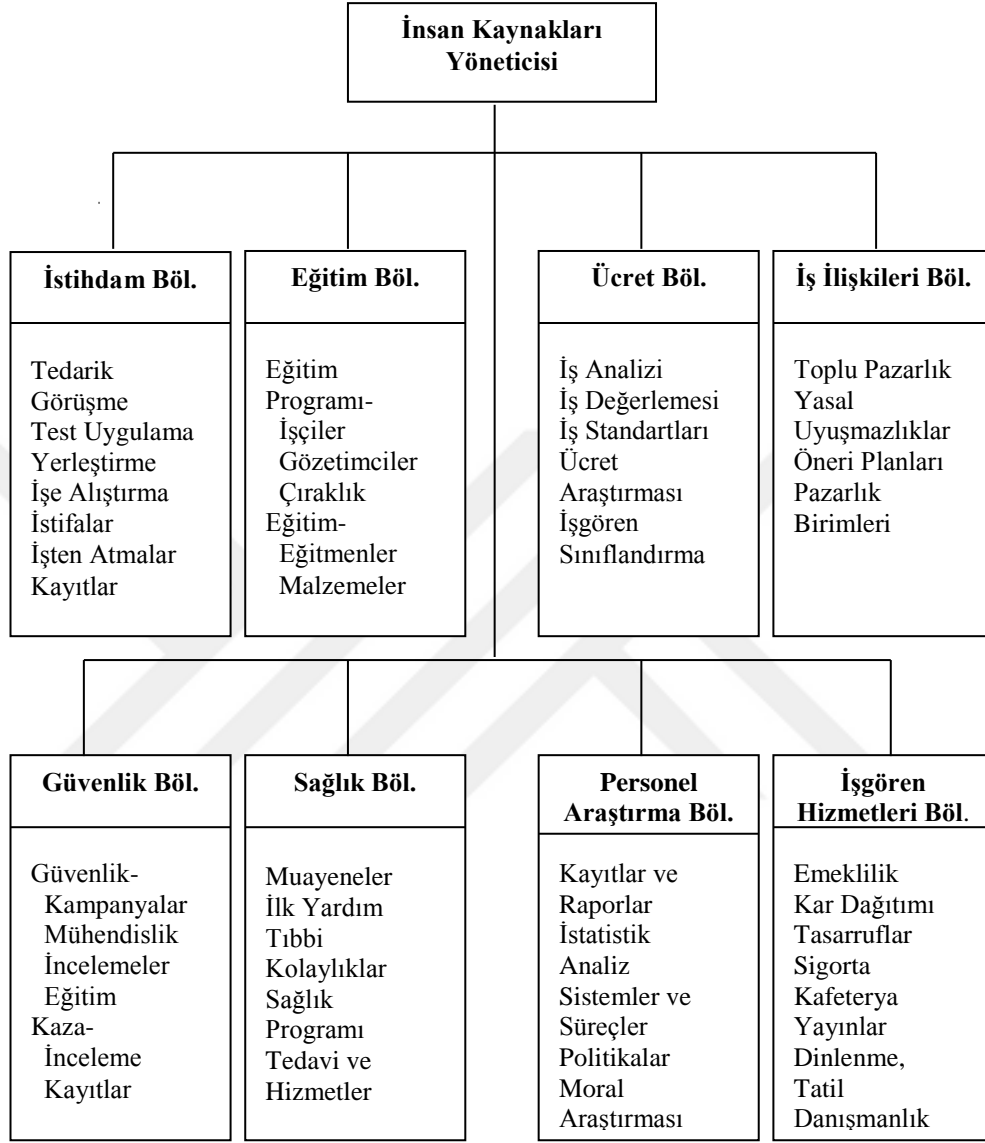 İnsan Kaynakları
Yöneticisi
İstihdam Böl.
Tedarik
Görüşme
Test Uygulama
Yerleştirme
İşe Alıştırma
İstifalar
İşten Atmalar
Kayıtlar
Eğitim Böl.
Eğitim
Programı-
İşçiler
Gözetimciler
Çıraklık
Eğitim-
Eğitmenler
Malzemeler
Ücret Böl.
İş Analizi
İş Değerlemesi
İş Standartları
Ücret
Araştırması
İşgören
Sınıflandırma
İş İlişkileri Böl.
Toplu Pazarlık
Yasal
Uyuşmazlıklar
Öneri Planları
Pazarlık
Birimleri
Güvenlik Böl.
Güvenlik-
Kampanyalar
Mühendislik
İncelemeler
Eğitim
Kaza-
İnceleme
Kayıtlar
Sağlık Böl.
Muayeneler
İlk Yardım
Tıbbi
Kolaylıklar
Sağlık
Programı
Tedavi ve
Hizmetler
Personel
Araştırma Böl.
Kayıtlar ve
Raporlar
İstatistik
Analiz
Sistemler ve
Süreçler
Politikalar
Moral
Araştırması
İşgören
Hizmetleri Böl.
Emeklilik
Kar Dağıtımı
Tasarruflar
Sigorta
Kafeterya
Yayınlar
Dinlenme,
Tatil
Danışmanlık